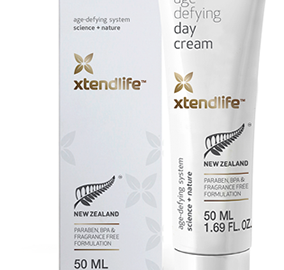 age-defying system
science + nature
xtendlife™
NEW ZEALAND
PARABEN, BPA &
FRAGRANCE FREE
FORMULATION
50 ML
age
defying
day
cream
xtendlife™
NEW ZEALAND
PARABEN, BPA &
FRAGRANCE FREE
FORMULATION
age-defying system
science + nature
50 ML
1.69 FL OZ.